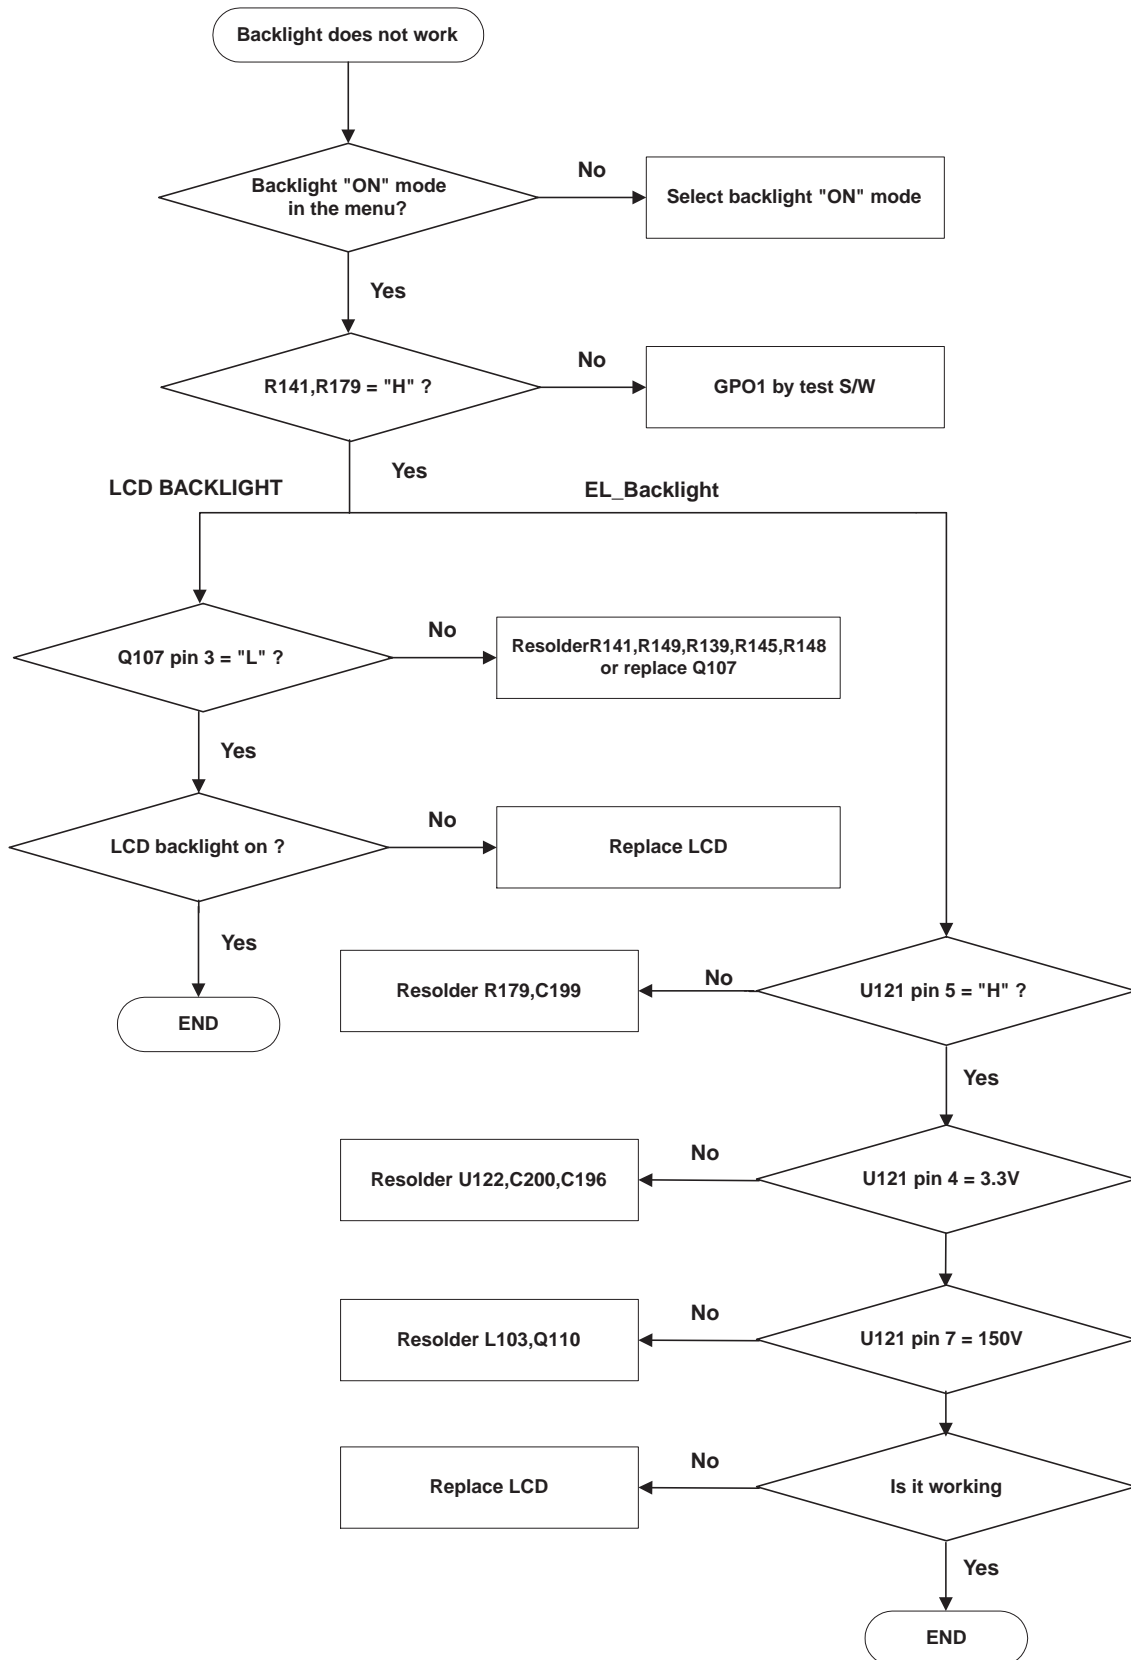 Backlight does not work
Backlight "ON" mode
in the menu?
No
Select backlight "ON" mode
Yes
R141,R179 = "H" ?
No
GPO1 by test S/W
Yes
LCD BACKLIGHT
EL_Backlight
Q107 pin 3 = "L" ?
No
ResolderR141,R149,R139,R145,R148
or replace Q107
Yes
LCD backlight on ?
No
Replace LCD
Yes
END
U121 pin 5 = "H" ?
No
Resolder R179,C199
Yes
U121 pin 4 = 3.3V
No
Resolder U122,C200,C196
U121 pin 7 = 150V
No
Resolder L103,Q110
Is it working
No
Replace LCD
Yes
END